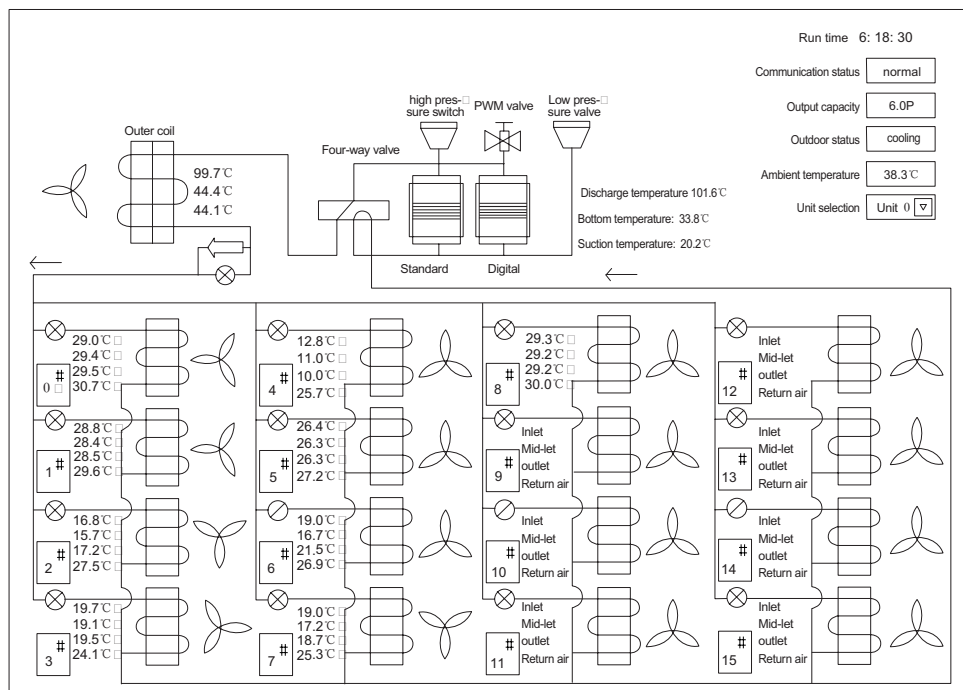 Run time 6: 18: 30
Communication status normal
Output capacity 6.0P
Outdoor status cooling
Ambient temperature 38.3℃
Unit selection Unit 0
high pres-□
sure switch
PWM valve
Low pres-□
sure valve
Outer coil
Four-way valve
99.7℃
44.4℃
44.1℃
Discharge temperature 101.6℃
Bottom temperature: 33.8℃
Suction temperature: 20.2℃
Standard
Digital
29.0℃ □
29.4℃ □
29.5℃ □
30.7℃ □
#
0 □
12.8℃ □
11.0℃ □
10.0℃ □
25.7℃ □
#
4
29.3℃ □
29.2℃ □
29.2℃ □
30.0℃ □
#
8
Inlet
Mid-let
outlet
Return air
#
12
28.8℃ □
28.4℃ □
28.5℃ □
29.6℃ □
#
1
26.4℃ □
26.3℃ □
26.3℃ □
27.2℃ □
#
5
Inlet
Mid-let
outlet
Return air
#
9
Inlet
Mid-let
outlet
Return air
#
13
16.8℃ □
15.7℃ □
17.2℃ □
27.5℃ □
#
2
19.0℃ □
16.7℃ □
21.5℃ □
26.9℃ □
#
6
Inlet
Mid-let
outlet
Return air
#
10
Inlet
Mid-let
outlet
Return air
#
14
19.7℃ □
19.1℃ □
19.5℃ □
24.1℃ □
#
3
19.0℃ □
17.2℃ □
18.7℃ □
25.3℃ □
#
7
Inlet
Mid-let
outlet
Return air
#
11
Inlet
Mid-let
outlet
Return air
#
15